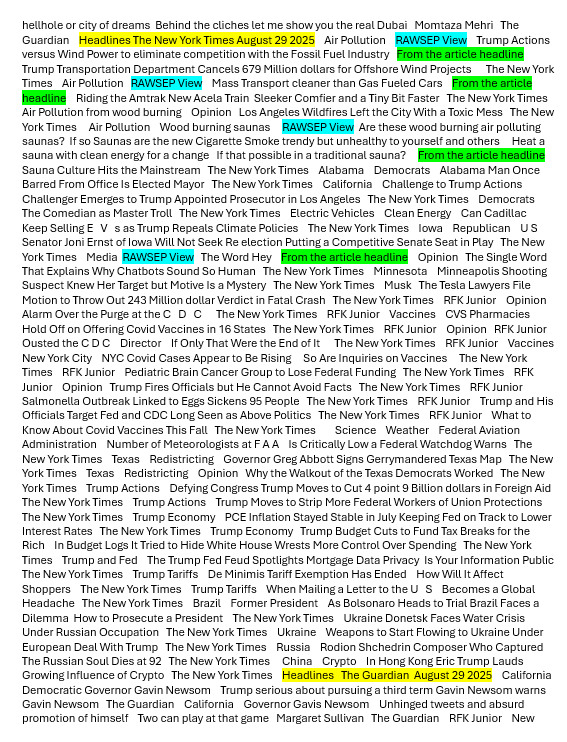 hellhole or city of dreams Behind the cliches let me show you the real Dubai Momtaza Mehri The
Guardian Headlines The New York Times August 29 2025 Air Pollution RAWSEP View Trump Actions
versus Wind Power to eliminate competition with the Fossil Fuel Industry From the article headline
Trump Transportation Department Cancels 679 Million dollars for Offshore Wind Projects The New York
Times Air Pollution RAWSEP View Mass Transport cleaner than Gas Fueled Cars From the article
headline Riding the Amtrak New Acela Train Sleeker Comfier and a Tiny Bit Faster The New York Times
Air Pollution from wood burning Opinion Los Angeles Wildfires Left the City With a Toxic Mess The New
York Times Air Pollution Wood burning saunas RAWSEP View Are these wood burning air polluting
saunas? If so Saunas are the new Cigarette Smoke trendy but unhealthy to yourself and others Heat a
sauna with clean energy for a change If that possible in a traditional sauna? From the article headline
Sauna Culture Hits the Mainstream The New York Times Alabama Democrats Alabama Man Once
Barred From Office Is Elected Mayor The New York Times California Challenge to Trump Actions
Challenger Emerges to Trump Appointed Prosecutor in Los Angeles The New York Times Democrats
The Comedian as Master Troll The New York Times Electric Vehicles Clean Energy Can Cadillac
Keep Selling E V s as Trump Repeals Climate Policies The New York Times Iowa Republican U S
Senator Joni Ernst of Iowa Will Not Seek Re election Putting a Competitive Senate Seat in Play The New
York Times Media RAWSEP View The Word Hey From the article headline Opinion The Single Word
That Explains Why Chatbots Sound So Human The New York Times Minnesota Minneapolis Shooting
Suspect Knew Her Target but Motive Is a Mystery The New York Times Musk The Tesla Lawyers File
Motion to Throw Out 243 Million dollar Verdict in Fatal Crash The New York Times RFK Junior Opinion
Alarm Over the Purge at the C D C The New York Times RFK Junior Vaccines CVS Pharmacies
Hold Off on Offering Covid Vaccines in 16 States The New York Times RFK Junior Opinion RFK Junior
Ousted the C D C Director If Only That Were the End of It The New York Times RFK Junior Vaccines
New York City NYC Covid Cases Appear to Be Rising So Are Inquiries on Vaccines The New York
Times RFK Junior Pediatric Brain Cancer Group to Lose Federal Funding The New York Times RFK
Junior Opinion Trump Fires Officials but He Cannot Avoid Facts The New York Times RFK Junior
Salmonella Outbreak Linked to Eggs Sickens 95 People The New York Times RFK Junior Trump and His
Officials Target Fed and CDC Long Seen as Above Politics The New York Times RFK Junior What to
Know About Covid Vaccines This Fall The New York Times Science Weather Federal Aviation
Administration Number of Meteorologists at F A A Is Critically Low a Federal Watchdog Warns The
New York Times Texas Redistricting Governor Greg Abbott Signs Gerrymandered Texas Map The New
York Times Texas Redistricting Opinion Why the Walkout of the Texas Democrats Worked The New
York Times Trump Actions Defying Congress Trump Moves to Cut 4 point 9 Billion dollars in Foreign Aid
The New York Times Trump Actions Trump Moves to Strip More Federal Workers of Union Protections
The New York Times Trump Economy PCE Inflation Stayed Stable in July Keeping Fed on Track to Lower
Interest Rates The New York Times Trump Economy Trump Budget Cuts to Fund Tax Breaks for the
Rich In Budget Logs It Tried to Hide White House Wrests More Control Over Spending The New York
Times Trump and Fed The Trump Fed Feud Spotlights Mortgage Data Privacy Is Your Information Public
The New York Times Trump Tariffs De Minimis Tariff Exemption Has Ended How Will It Affect
Shoppers The New York Times Trump Tariffs When Mailing a Letter to the U S Becomes a Global
Headache The New York Times Brazil Former President As Bolsonaro Heads to Trial Brazil Faces a
Dilemma How to Prosecute a President The New York Times Ukraine Donetsk Faces Water Crisis
Under Russian Occupation The New York Times Ukraine Weapons to Start Flowing to Ukraine Under
European Deal With Trump The New York Times Russia Rodion Shchedrin Composer Who Captured
The Russian Soul Dies at 92 The New York Times China Crypto In Hong Kong Eric Trump Lauds
Growing Influence of Crypto The New York Times Headlines The Guardian August 29 2025 California
Democratic Governor Gavin Newsom Trump serious about pursuing a third term Gavin Newsom warns
Gavin Newsom The Guardian California Governor Gavis Newsom Unhinged tweets and absurd
promotion of himself Two can play at that game Margaret Sullivan The Guardian RFK Junior New